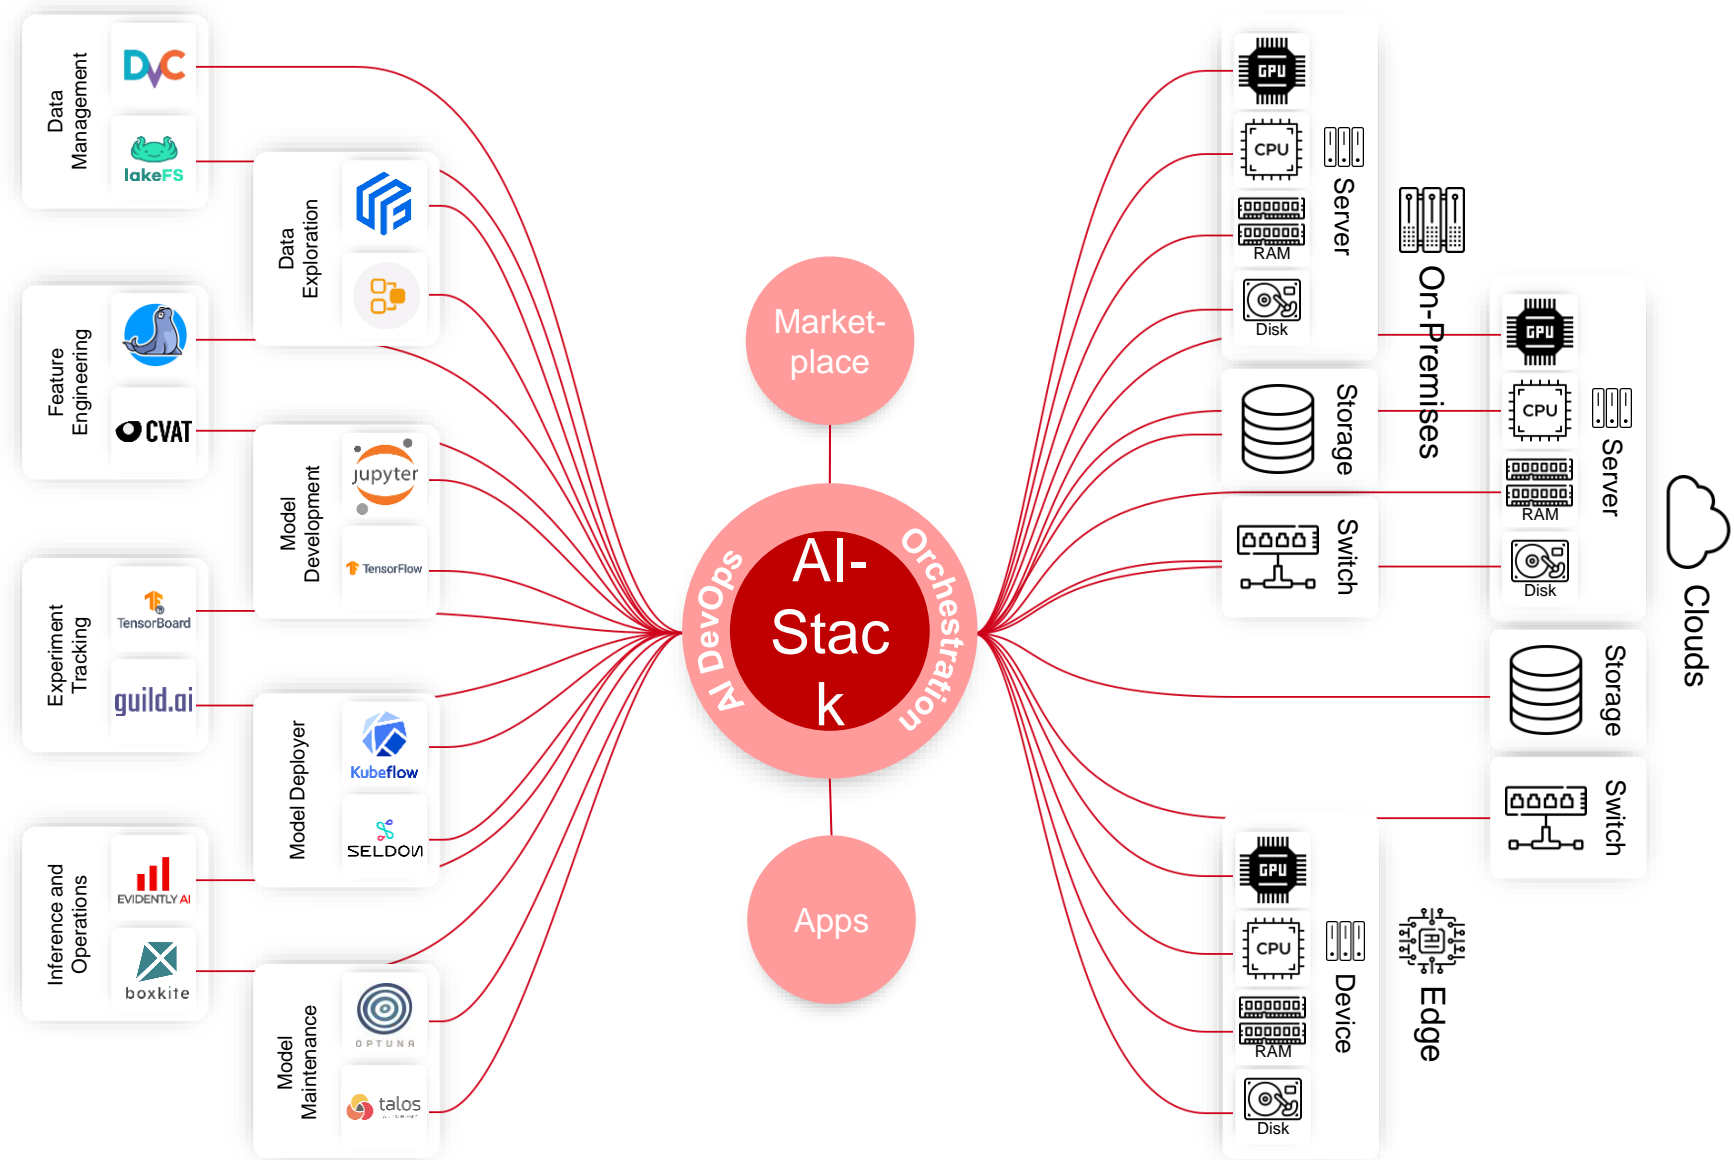 Data
Management
DVC
lakeFS
Data
Exploration
Feature
Engineering
CVAT
Model
Development
jupyter
TensorFlow
Experiment
Tracking
TensorBoard
guild.ai
Model Deployer
Kubeflow
SELDON
Inference and
Operations
EVIDENTLY AI
boxkite
Model
Maintenance
OPTUNA
talos
Market-
place
AI DevOps
AI-
Stac
k
Orchestration
Apps
GPU
CPU
RAM
Disk
Server
Storage
Switch
On-Premises
GPU
CPU
RAM
Disk
Server
Storage
Switch
Clouds
GPU
CPU
RAM
Disk
Device
AI
Edge